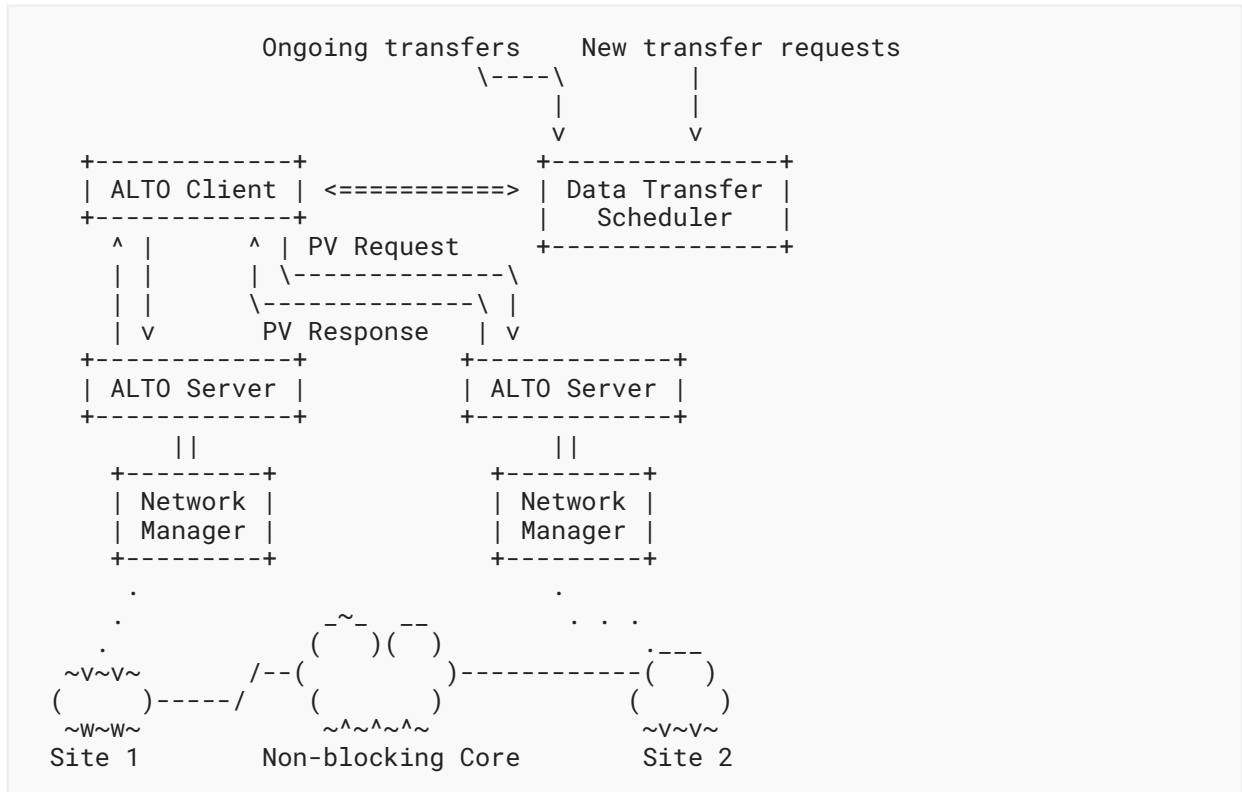 Ongoing transfers New transfer requests
ALTO Client Data Transfer
Scheduler
PV Request
PV Response
ALTO Server ALTO Server
Network Network
Manager Manager
Site 1 Non-blocking Core Site 2